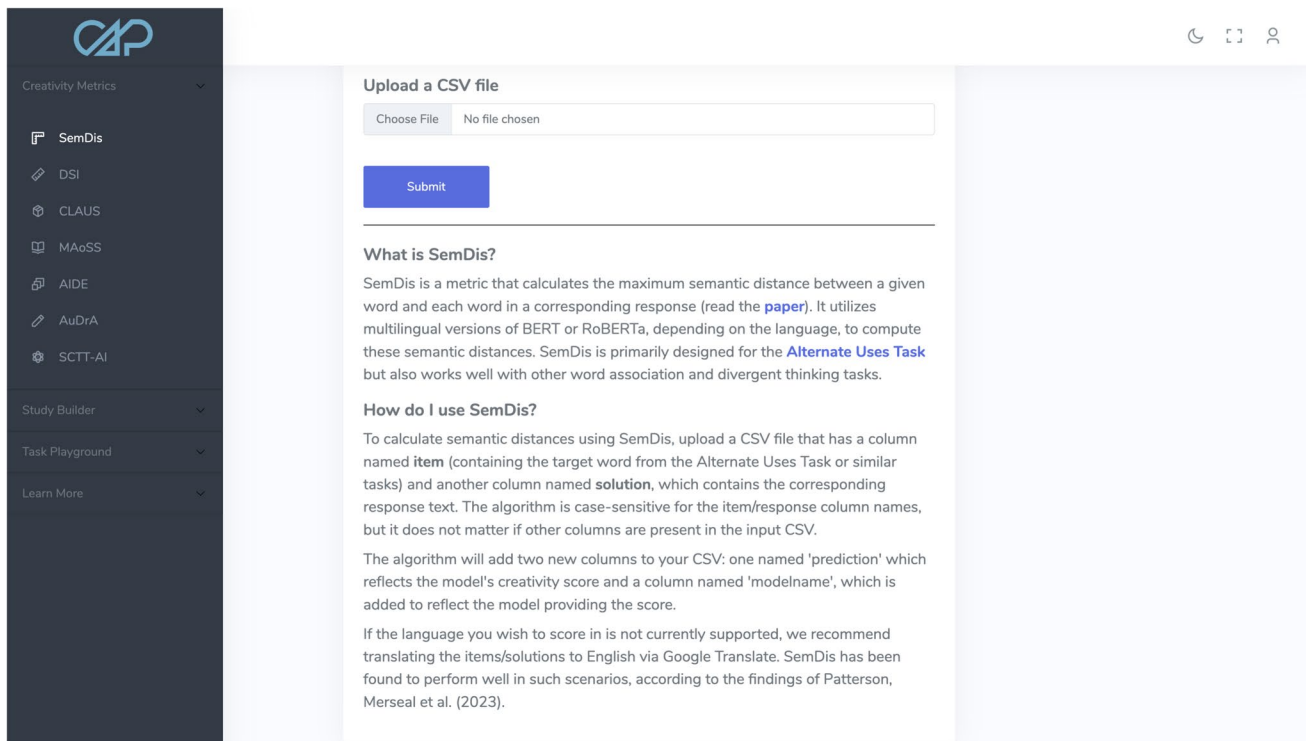 CAP
Creativity Metrics
SemDis
DSI
CLAUS
MAoSS
AIDE
AuDrA
SCTT-AI
Study Builder
Task Playground
Learn More
Upload a CSV file
Choose File No file chosen
Submit
What is SemDis?
SemDis is a metric that calculates the maximum semantic distance between a given
word and each word in a corresponding response (read the paper). It utilizes
multilingual versions of BERT or RoBERTa, depending on the language, to compute
these semantic distances. SemDis is primarily designed for the Alternate Uses Task
but also works well with other word association and divergent thinking tasks.
How do I use SemDis?
To calculate semantic distances using SemDis, upload a CSV file that has a column
named item (containing the target word from the Alternate Uses Task or similar
tasks) and another column named solution, which contains the corresponding
response text. The algorithm is case-sensitive for the item/response column names,
but it does not matter if other columns are present in the input CSV.
The algorithm will add two new columns to your CSV: one named 'prediction' which
reflects the model's creativity score and a column named 'modelname', which is
added to reflect the model providing the score.
If the language you wish to score in is not currently supported, we recommend
translating the items/solutions to English via Google Translate. SemDis has been
found to perform well in such scenarios, according to the findings of Patterson,
Merseal et al. (2023).